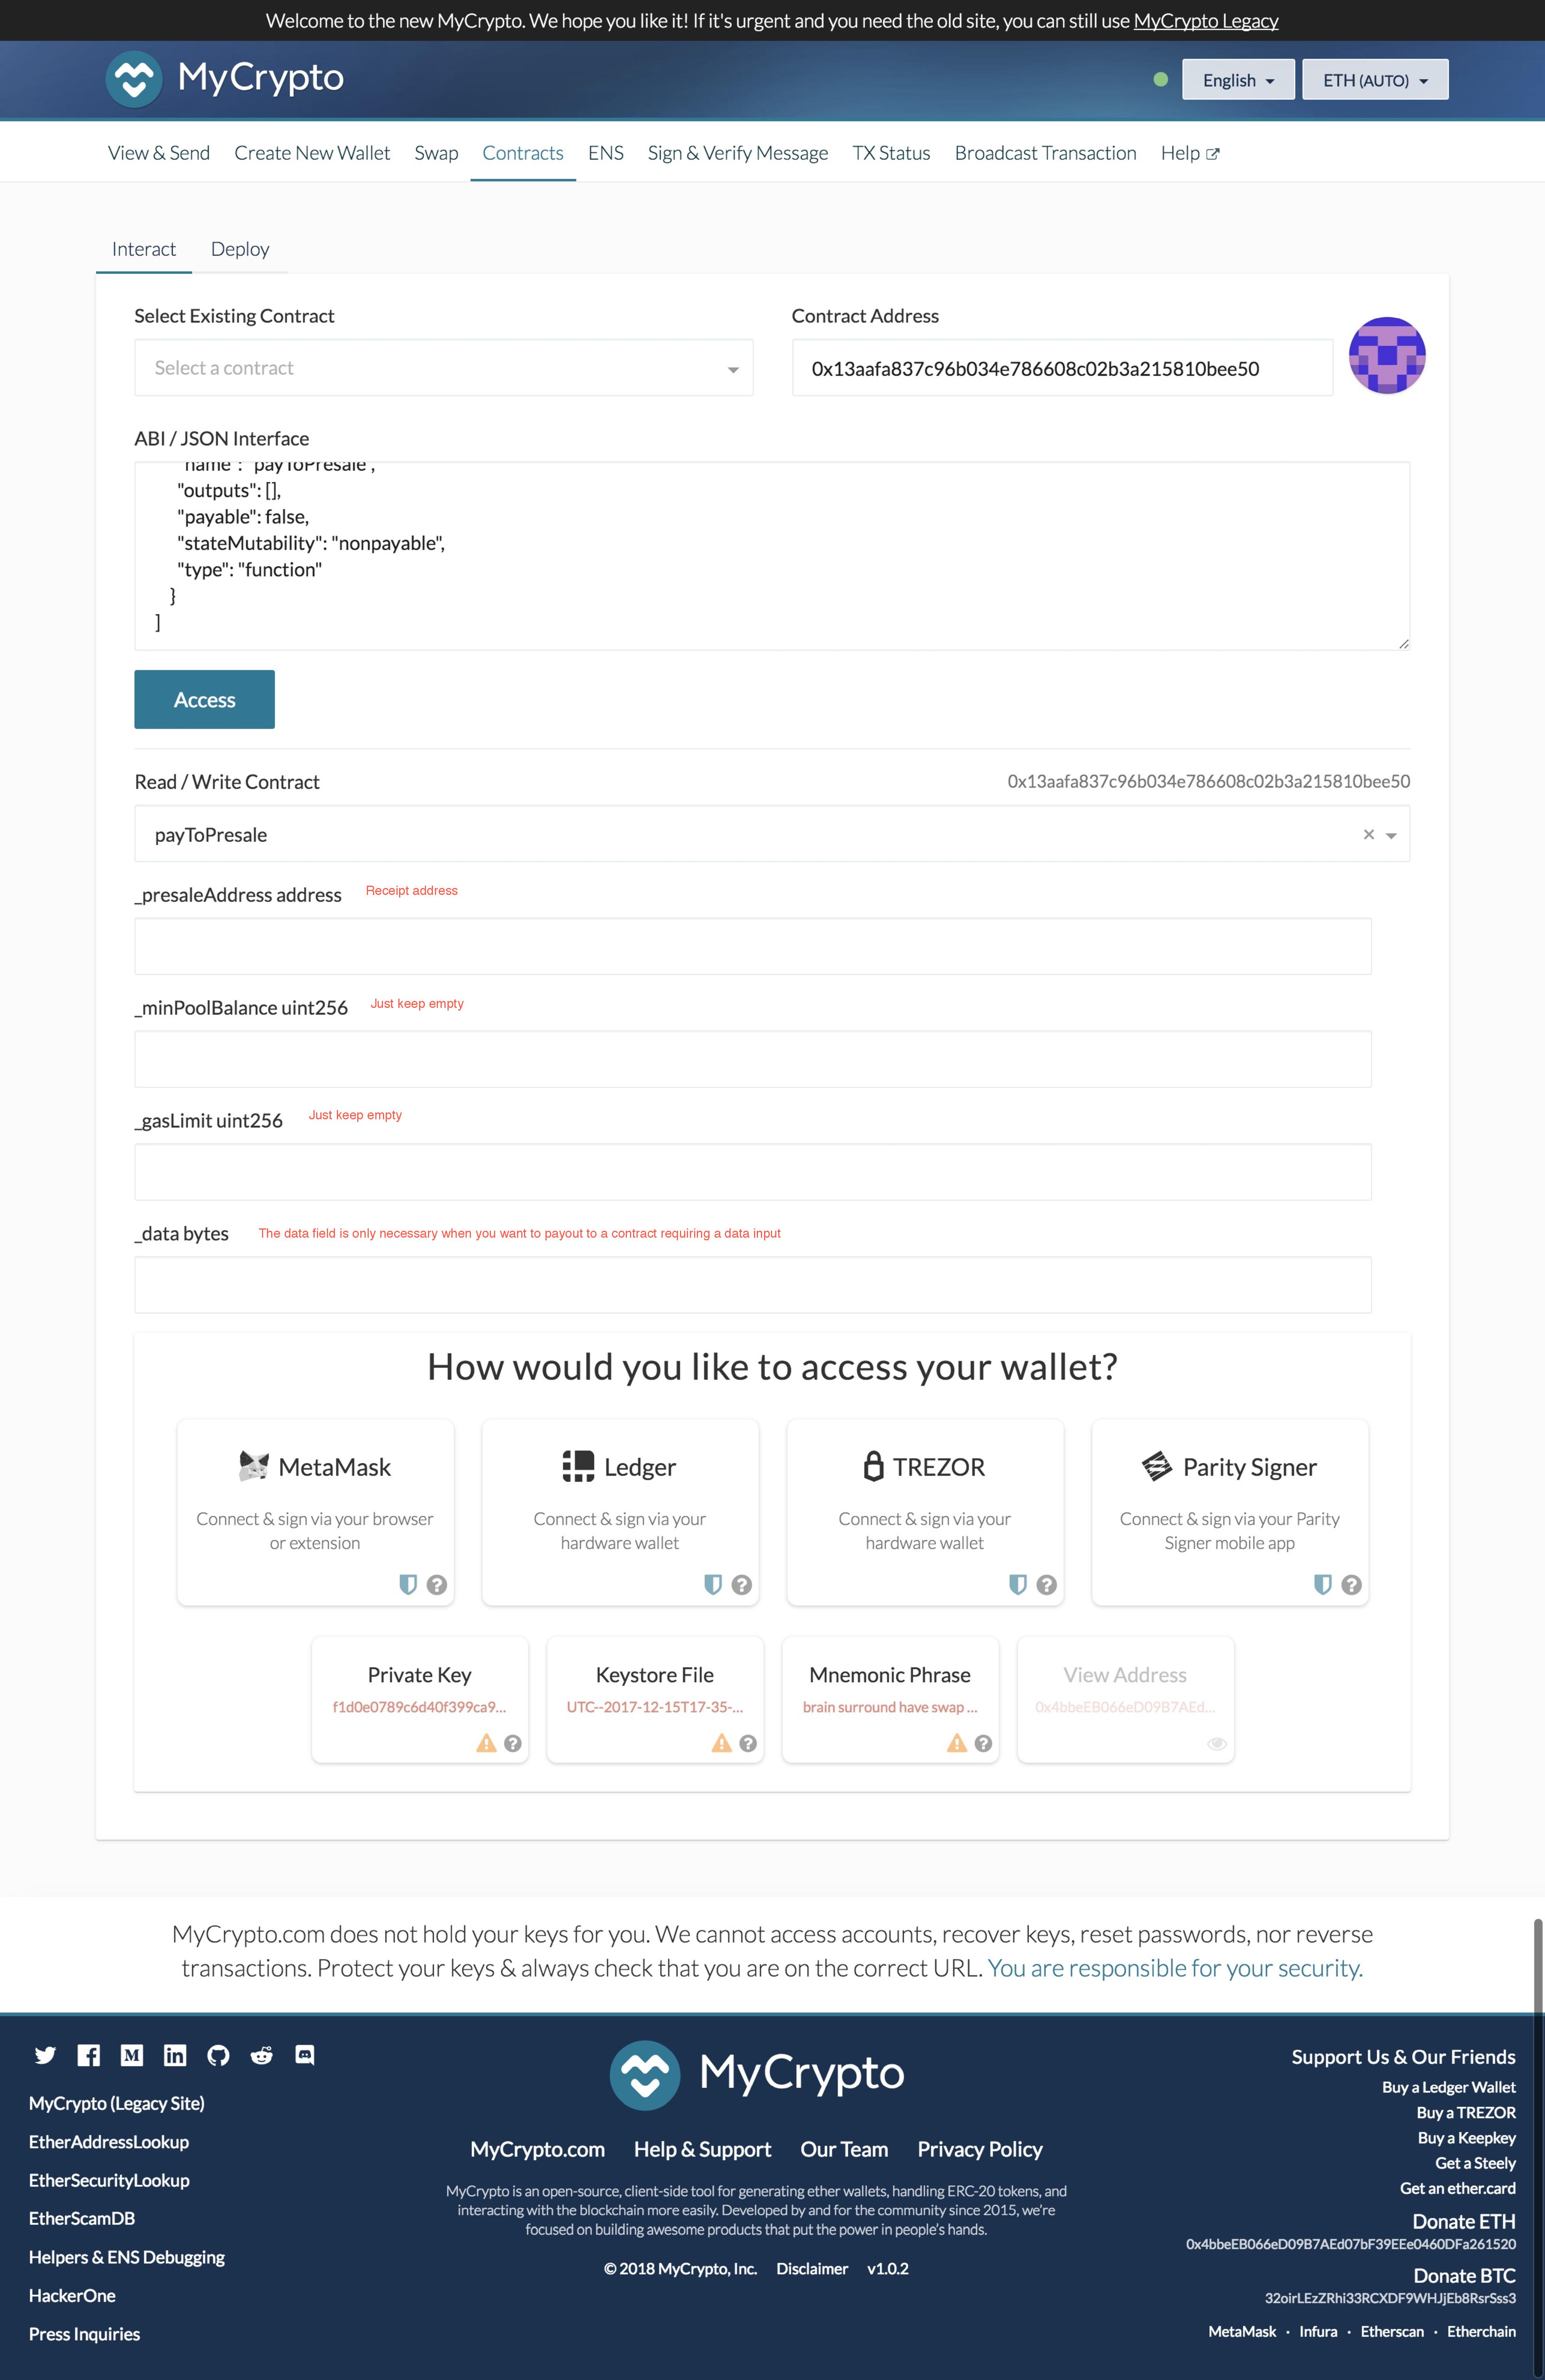 Welcome to the new MyCrypto. We hope you like it! If it's urgent and you need the old site, you can still use MyCrypto Legacy
MyCrypto
English
ETH (AUTO)
View & Send Create New Wallet Swap Contracts ENS Sign & Verify Message TX Status Broadcast Transaction Help
Interact Deploy
Select Existing Contract
Contract Address
Select a contract
0x13aafa837c96b034e786608c02b3a215810bee50
ABI / JSON Interface
"name": "payToPresale",
"outputs": [],
"payable": false,
"stateMutability": "nonpayable",
"type": "function"
}
]
Access
Read / Write Contract
0x13aafa837c96b034e786608c02b3a215810bee50
payToPresale
_presaleAddress address
Receipt address
_minPoolBalance uint256
Just keep empty
_gasLimit uint256
Just keep empty
_data bytes
The data field is only necessary when you want to payout to a contract requiring a data input
How would you like to access your wallet?
MetaMask
Connect & sign via your browser
or extension
Ledger
Connect & sign via your
hardware wallet
TREZOR
Connect & sign via your
hardware wallet
Parity Signer
Connect & sign via your Parity
Signer mobile app
Private Key
f1d0e0789c6d40f399ca9...
Keystore File
UTC--2017-12-15T17-35-...
Mnemonic Phrase
brain surround have swap ...
View Address
0x4bbeEB066eD09B7AEd...
MyCrypto.com does not hold your keys for you. We cannot access accounts, recover keys, reset passwords, nor reverse
transactions. Protect your keys & always check that you are on the correct URL. You are responsible for your security.
MyCrypto (Legacy Site)
EtherAddressLookup
EtherSecurityLookup
EtherScamDB
Helpers & ENS Debugging
HackerOne
Press Inquiries
MyCrypto
MyCrypto.com Help & Support Our Team Privacy Policy
MyCrypto is an open-source, client-side tool for generating ether wallets, handling ERC-20 tokens, and
interacting with the blockchain more easily. Developed by and for the community since 2015, we're
focused on building awesome products that put the power in people's hands.
© 2018 MyCrypto, Inc. Disclaimer v1.0.2
Support Us & Our Friends
Buy a Ledger Wallet
Buy a TREZOR
Buy a Keepkey
Get a Steely
Get an ether.card
Donate ETH
0x4bbeEB066eD09B7AEd07bF39EEe0460DFa261520
Donate BTC
32oirLEzZRhi33RCXDF9WHJjEb8RsrSss3
MetaMask · Infura · Etherscan · Etherchain